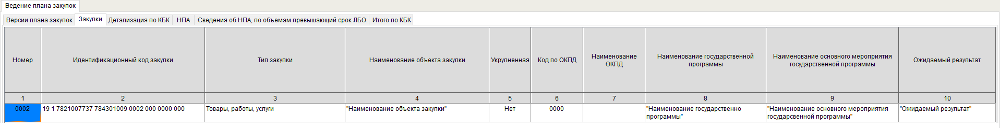 Ведение плана закупок
Версии плана закупок Закупки Детализация по КБК НПА Сведения об НПА, по объемам превышающий срок ЛБО Итого по КБК
Номер Идентификационный код закупки Тип закупки Наименование объекта закупки Укрупненная Код по ОКПД Наименование ОКПД Наименование государственной программы Наименование основного мероприятия государственной программы Ожидаемый результат
1 2 3 4 5 6 7 8 9 10
0002 19 1 7821007737 784301009 0002 000 0000 000 Товары, работы, услуги "Наименование объекта закупки" Нет 0000 "Наименование государственно программы" "Наименование основного мероприятия госудаpсвенной программы" "Ожидаемый результат"